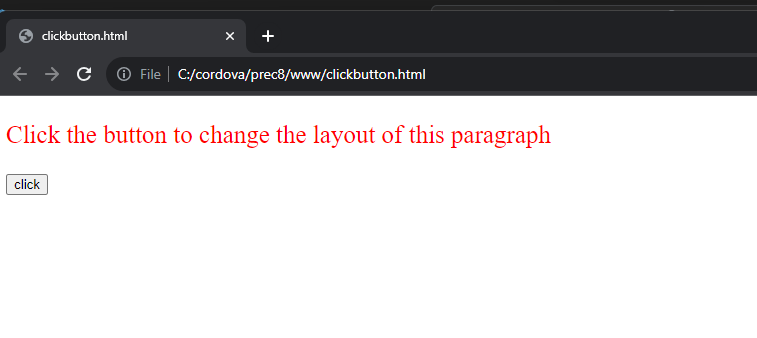 clickbutton.html
File C:/cordova/prec8/www/clickbutton.html
Click the button to change the layout of this paragraph
click